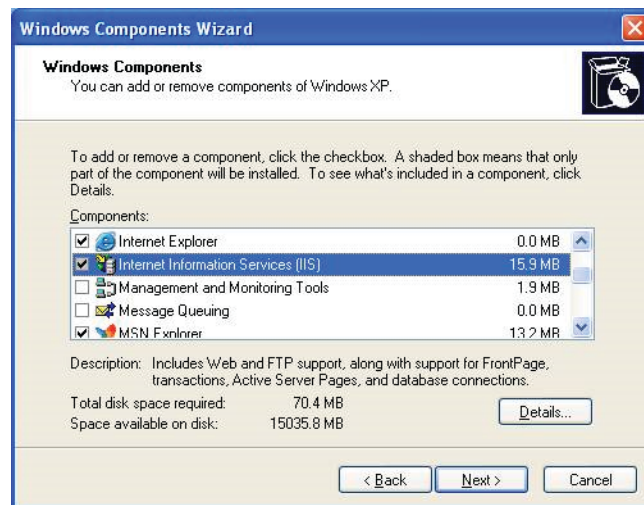 Windows Components Wizard
Windows Components
You can add or remove components of Windows XP.
To add or remove a component, click the checkbox. A shaded box means that only
part of the component will be installed. To see what's included in a component, click
Details.
Components:
Internet Explorer 0.0 MB
Internet Information Services (IIS) 15.9 MB
Management and Monitoring Tools 1.9 MB
Message Queuing 0.0 MB
MSN Explorer 13.2 MB
Description: Includes Web and FTP support, along with support for FrontPage,
transactions, Active Server Pages, and database connections.
Total disk space required: 70.4 MB
Space available on disk: 15035.8 MB
Details...
< Back
Next >
Cancel